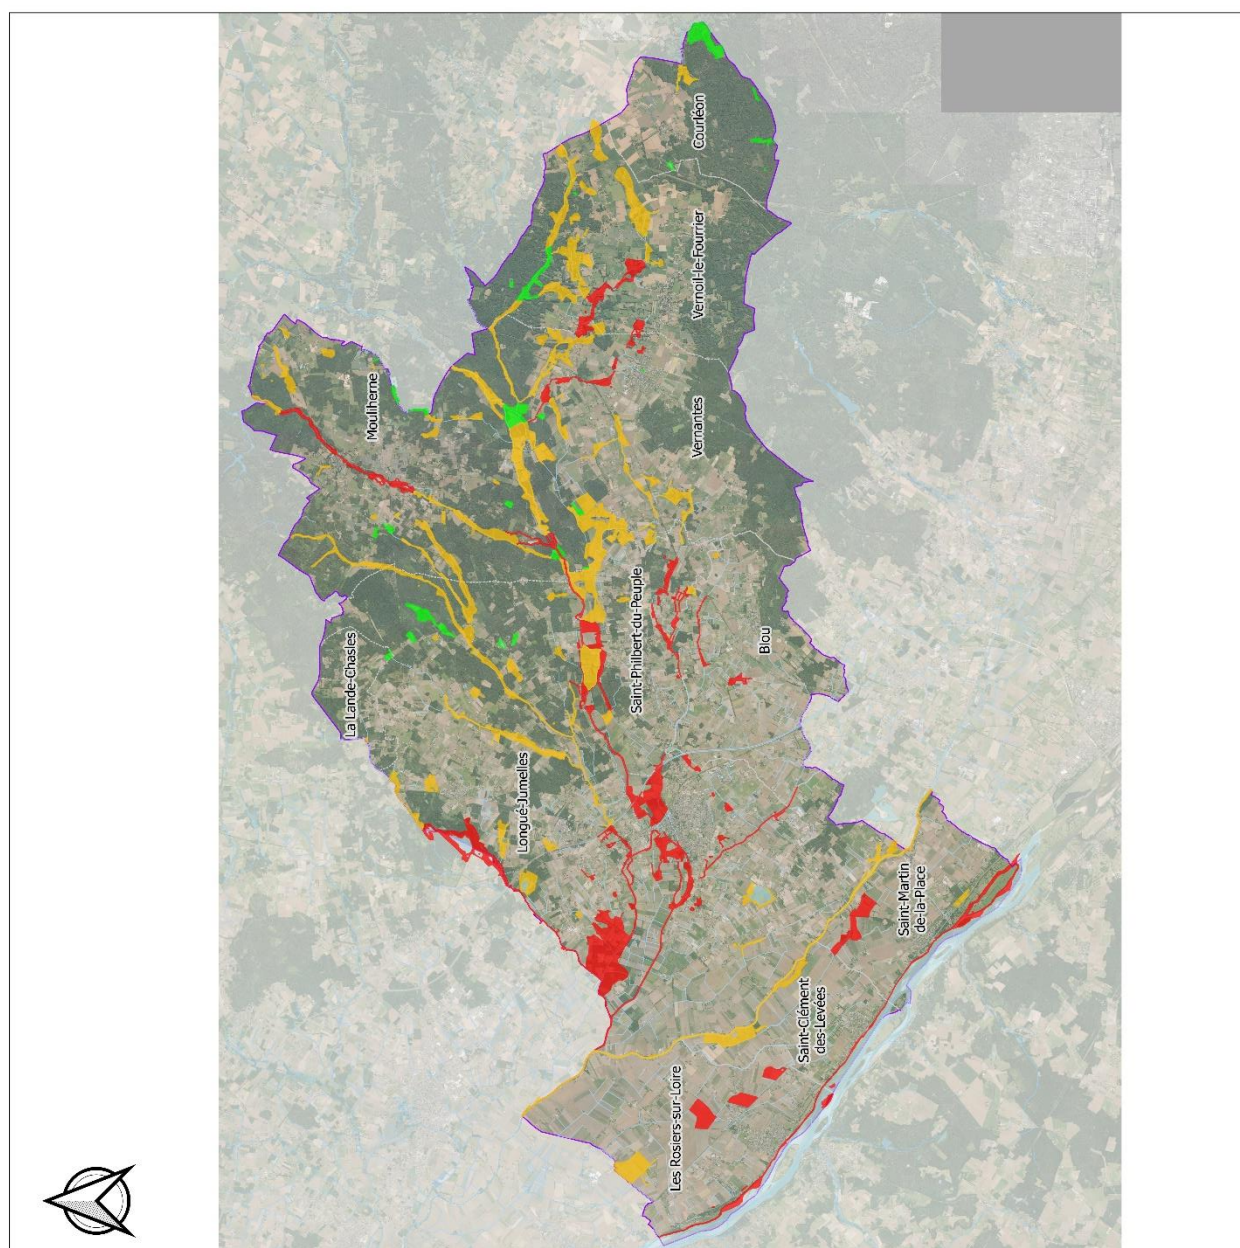 Courléon
Vernoil-le-Fourrier
Mouliherne
Vernantes
La Lande-Chasles
Saint-Philbert-du-Peuple
Blou
Longué-Jumelles
Saint-Martin
de-la-Place
Saint-Clément
des-Levées
Les Rosiers-sur-Loire